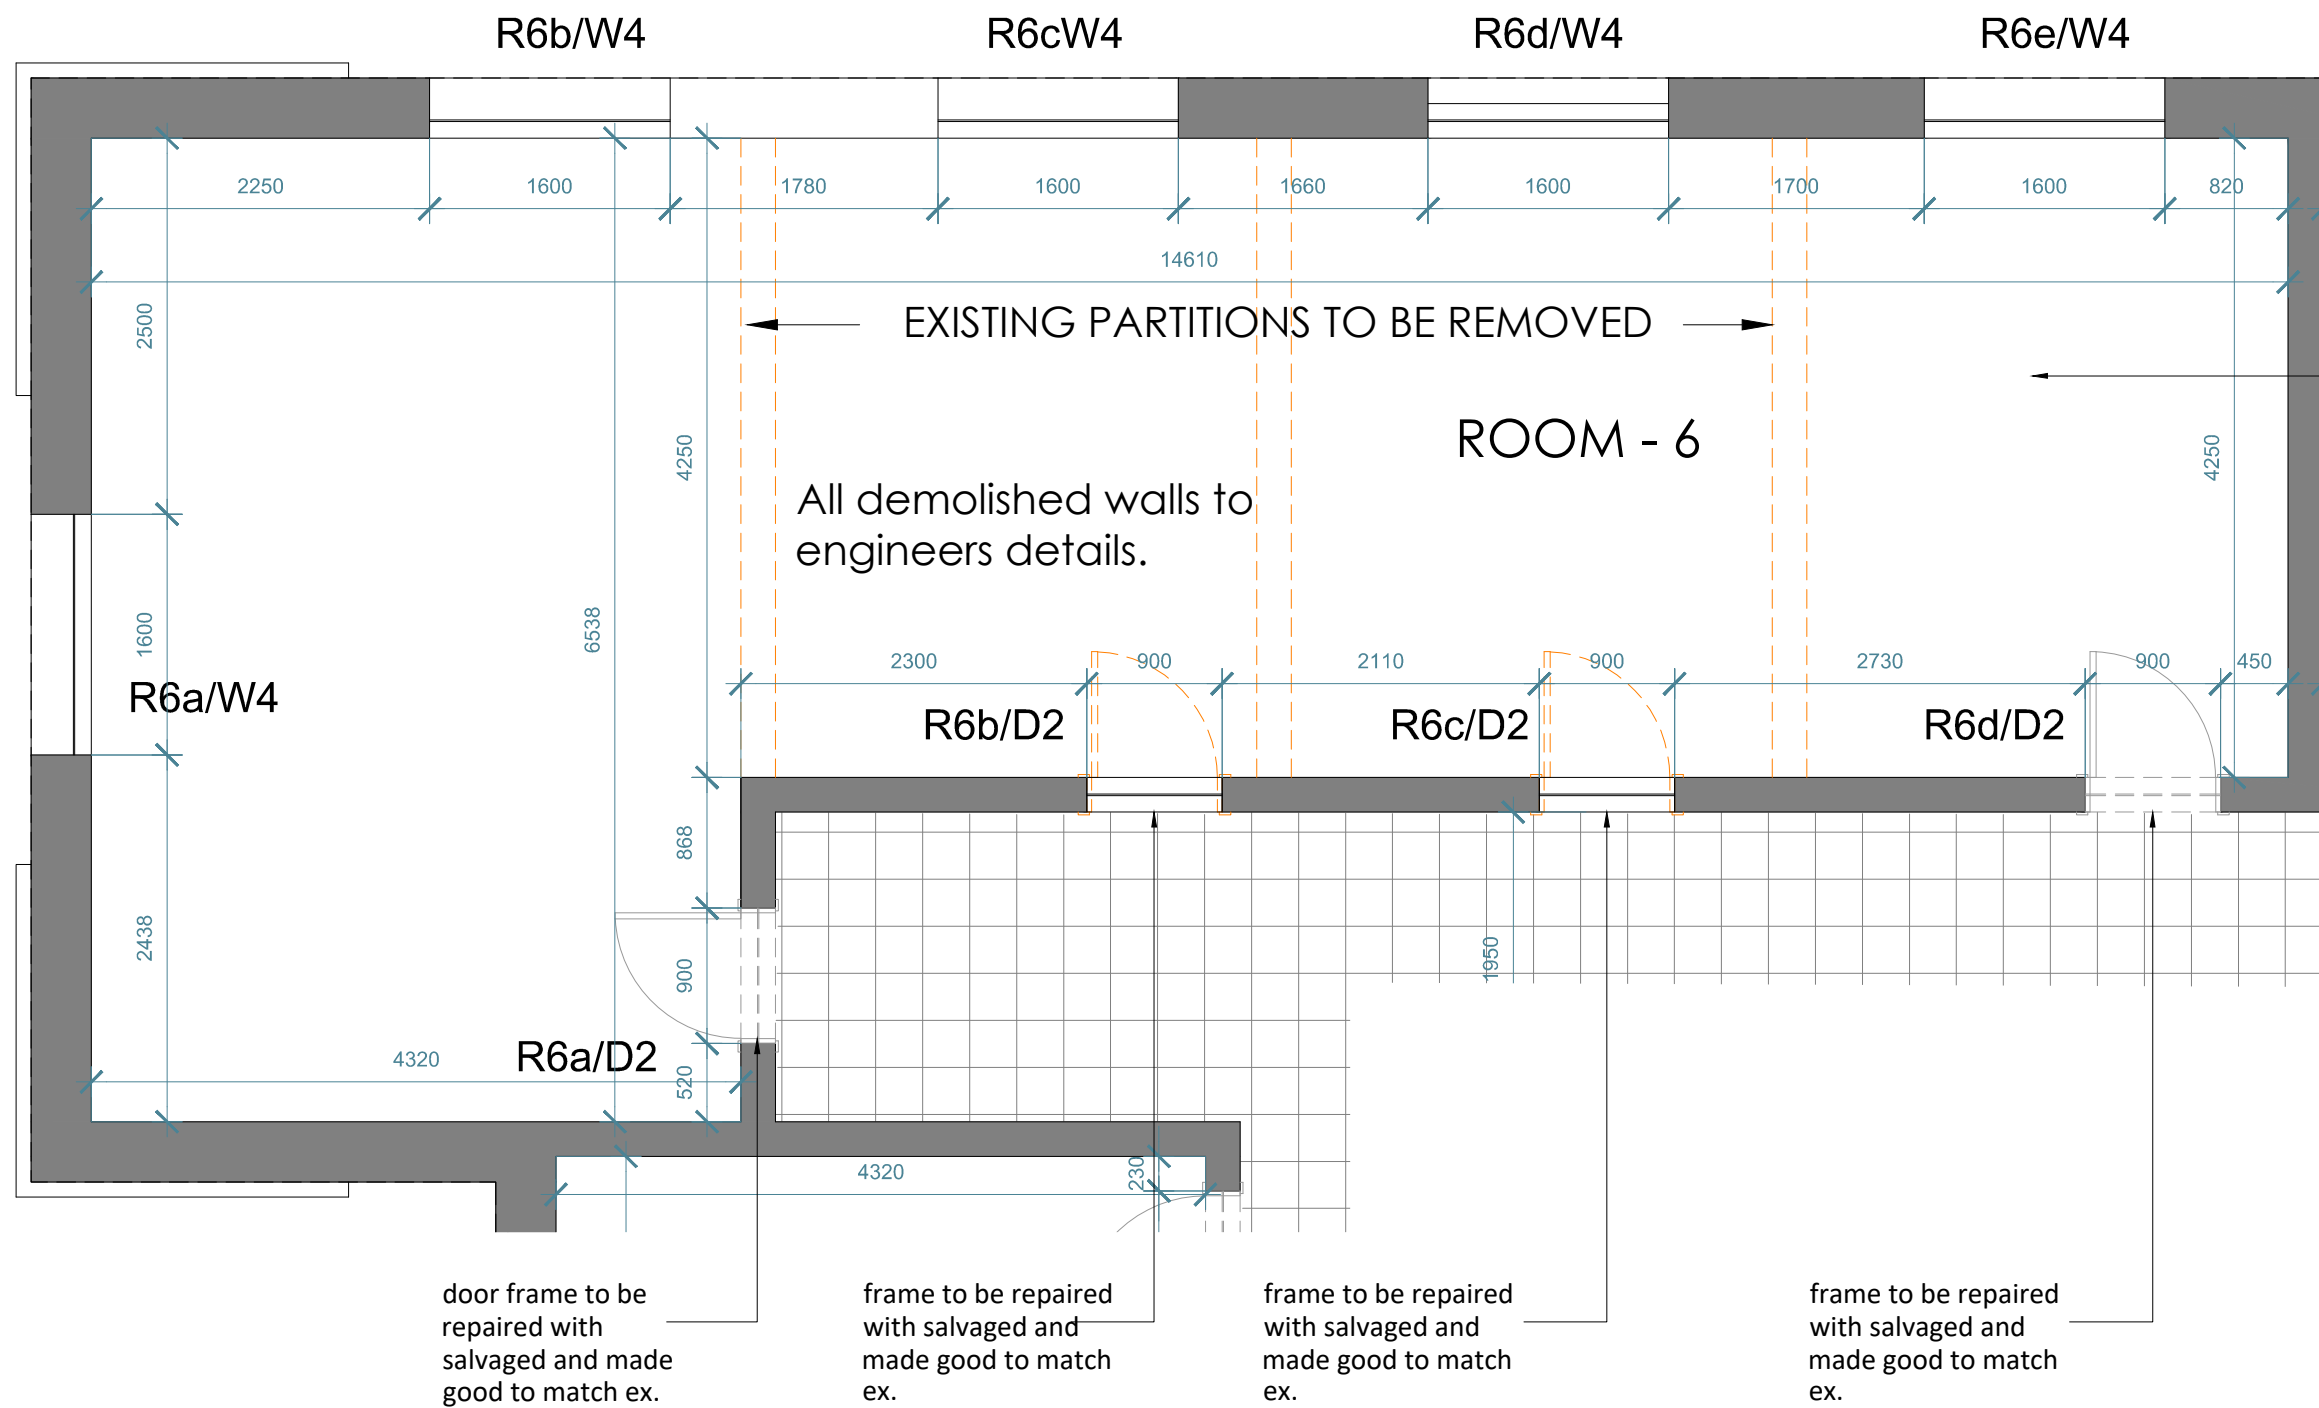 R6b/W4 R6cW4 R6d/W4 R6e/W4
2250 1600 1780 1600 1660 1600 1700 1600 820
14610
2500
EXISTING PARTITIONS TO BE REMOVED
ROOM - 6
4250
4250
All demolished walls to
engineers details.
1600
6538
2300 900 2110 900 2730 900 450
R6a/W4
R6b/D2 R6c/D2 R6d/D2
868
2438
900
1950
R6a/D2
4320
520
4320
230
door frame to be
repaired with
salvaged and made
good to match ex.
frame to be repaired
with salvaged and
made good to match
ex.
frame to be repaired
with salvaged and
made good to match
ex.
frame to be repaired
with salvaged and
made good to match
ex.